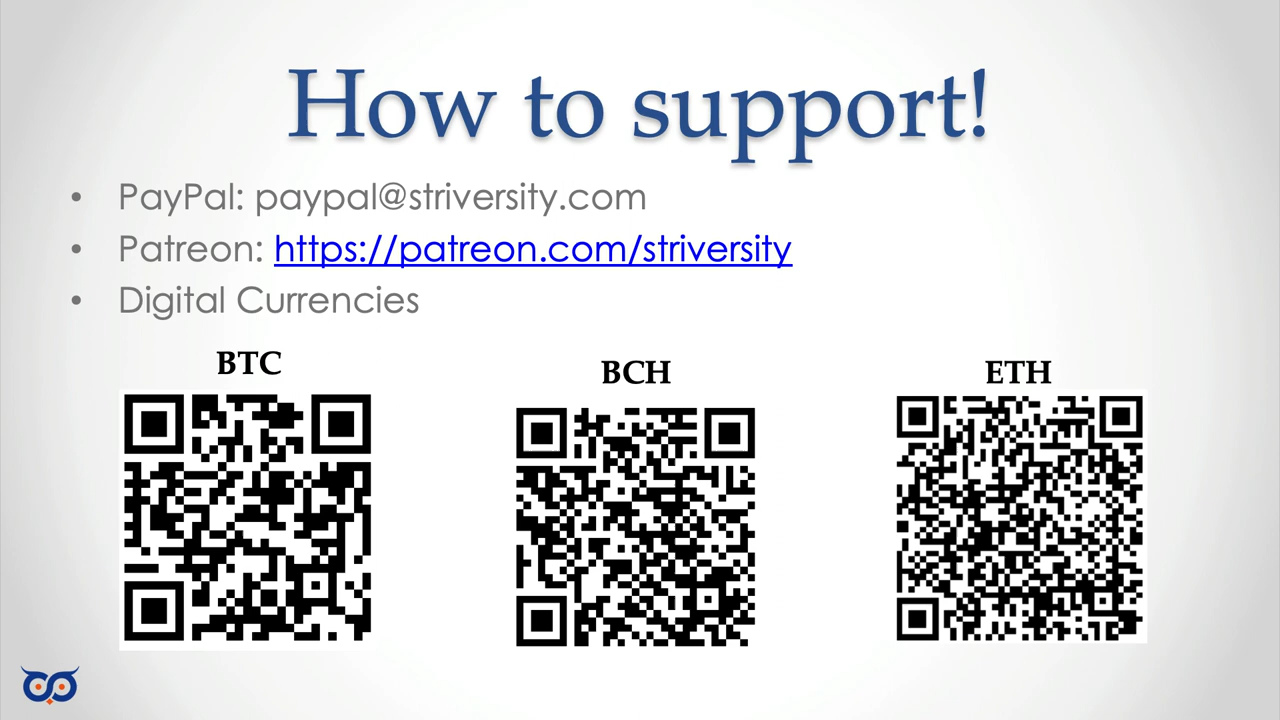 How to support!
• PayPal: paypal@striversity.com
• Patreon: https://patreon.com/striversity
• Digital Currencies
BTC
BCH
ETH